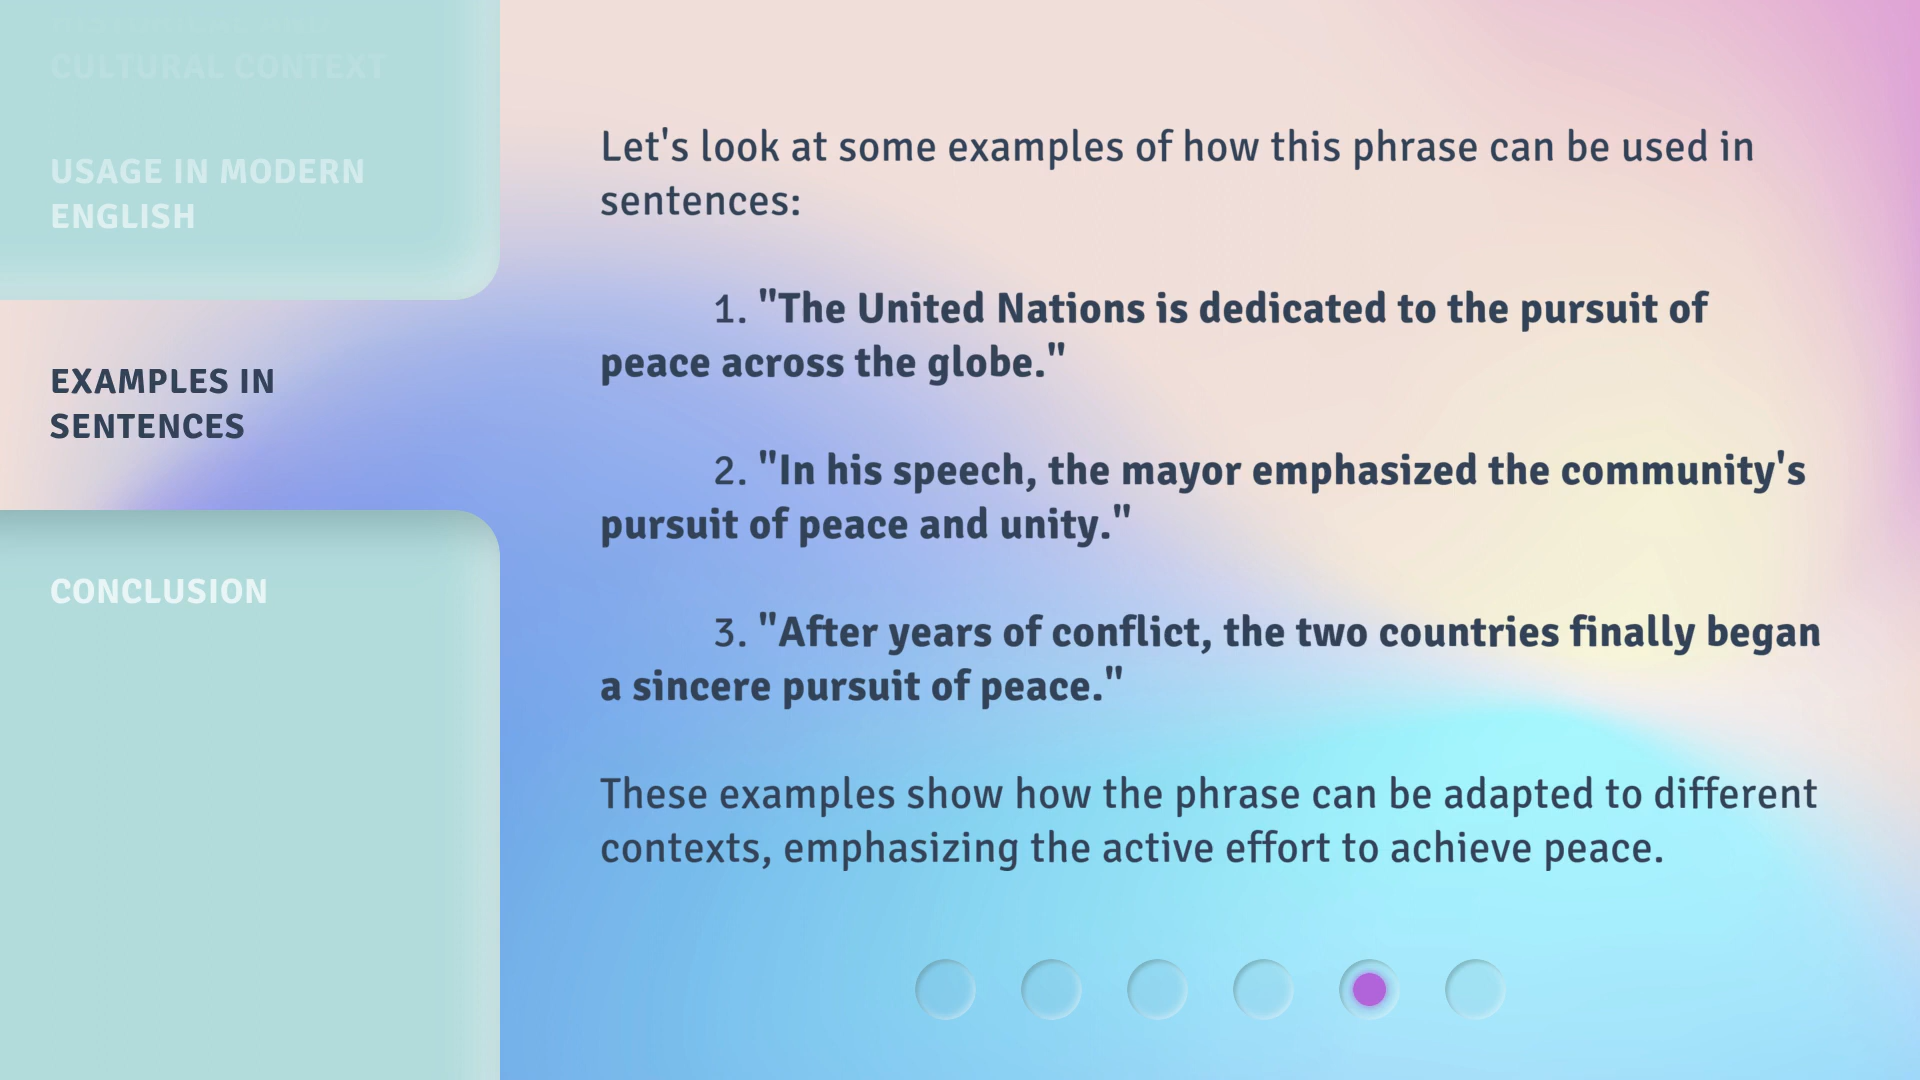 HISTORICAL AND
CULTURAL CONTEXT
USAGE IN MODERN
ENGLISH
EXAMPLES IN
SENTENCES
CONCLUSION
Let's look at some examples of how this phrase can be used in
sentences:
1. "The United Nations is dedicated to the pursuit of
peace across the globe."
2. "In his speech, the mayor emphasized the community's
pursuit of peace and unity."
3. "After years of conflict, the two countries finally began
a sincere pursuit of peace."
These examples show how the phrase can be adapted to different
contexts, emphasizing the active effort to achieve peace.